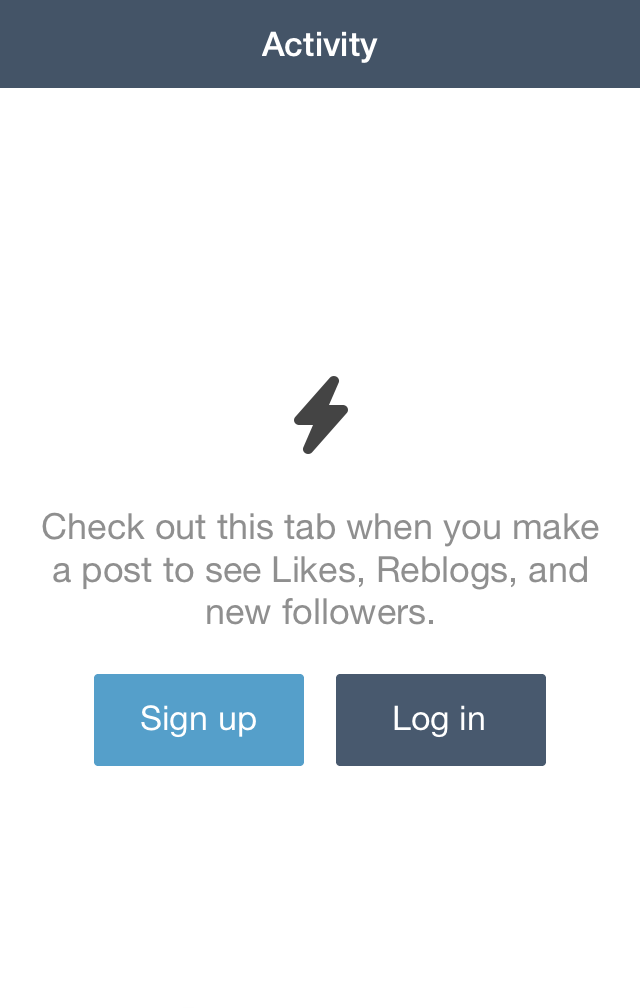 Activity
Check out this tab when you make
a post to see Likes, Reblogs, and
new followers.
Sign up
Log in